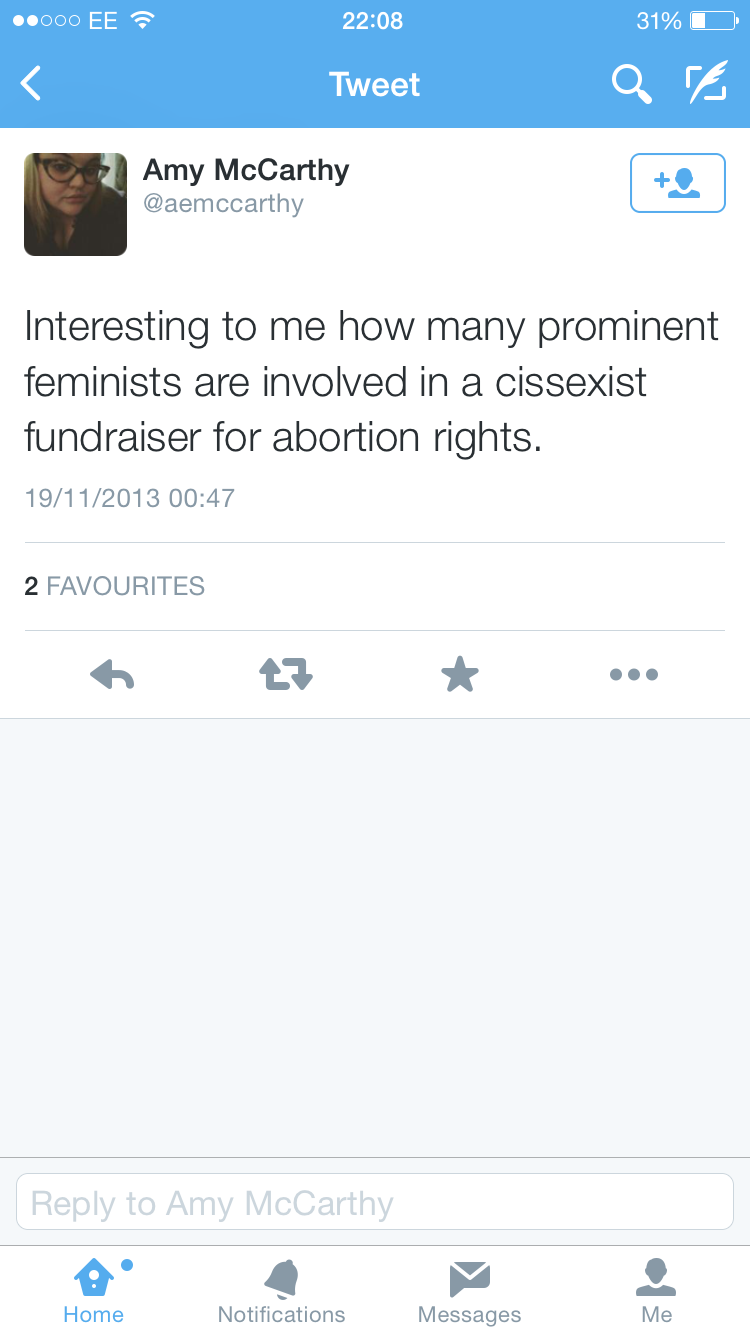 EE 22:08 31%
Tweet
Amy McCarthy
@aemccarthy
Interesting to me how many prominent
feminists are involved in a cissexist
fundraiser for abortion rights.
19/11/2013 00:47
2 FAVOURITES
Reply to Amy McCarthy
Home Notifications Messages Me